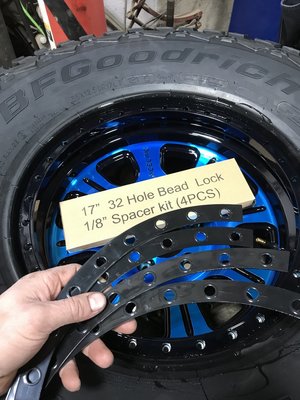 BFGoodrich
17" 32 Hole Bead Lock
1/8" Spacer kit (4PCS)